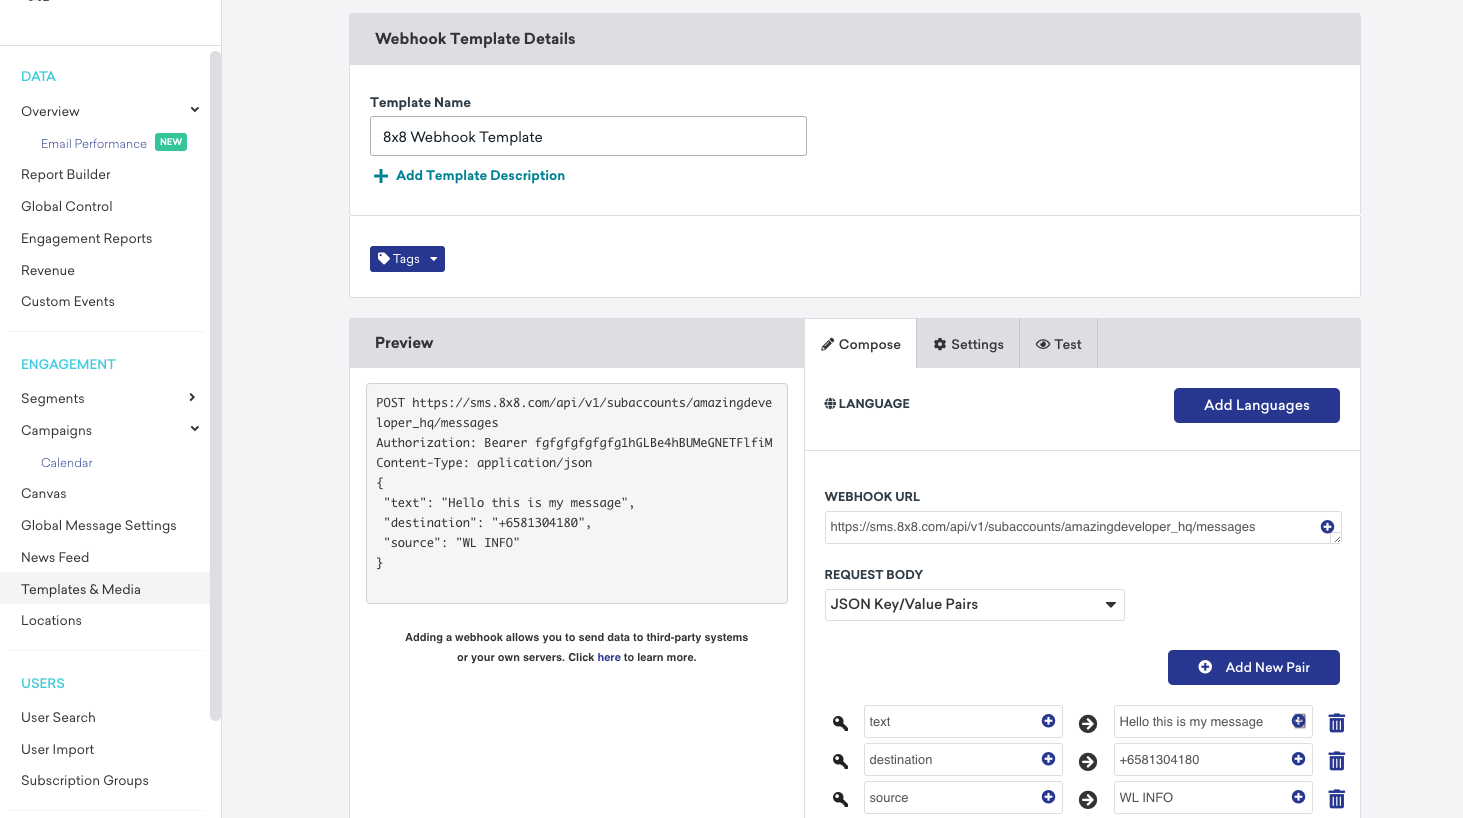 DATA
Overview
Email Performance NEW
Report Builder
Global Control
Engagement Reports
Revenue
Custom Events
ENGAGEMENT
Segments
Campaigns
Calendar
Canvas
Global Message Settings
News Feed
Templates & Media
Locations
USERS
User Search
User Import
Subscription Groups
Webhook Template Details
Template Name
8x8 Webhook Template
Add Template Description
Tags
Preview
POST https://sms.8x8.com/api/v1/subaccounts/amazingdeve
loper_hq/messages
Authorization: Bearer fgfgfgfgfgfg1hGLBe4hBUMeGNETFlfiM
Content-Type: application/json
{
"text": "Hello this is my message",
"destination": "+6581304180",
"source": "WL INFO"
}
Adding a webhook allows you to send data to third-party systems
or your own servers. Click here to learn more.
Compose Settings Test
LANGUAGE Add Languages
WEBHOOK URL
https://sms.8x8.com/api/v1/subaccounts/amazingdeveloper_hq/messages
REQUEST BODY
JSON Key/Value Pairs
Add New Pair
text Hello this is my message
destination +6581304180
source WL INFO